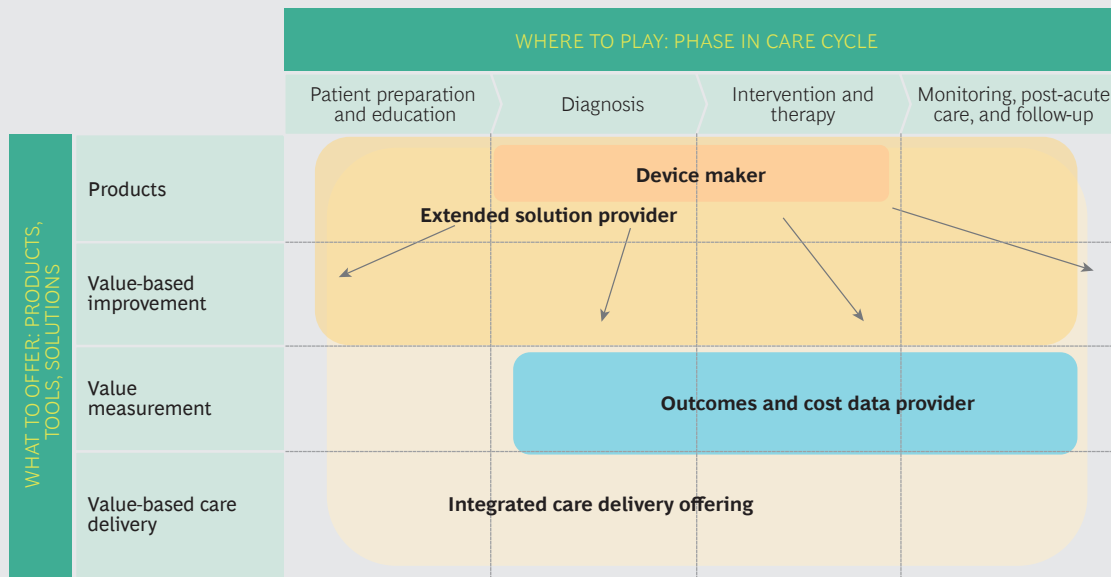 WHERE TO PLAY: PHASE IN CARE CYCLE
Patient preparation
and education
Diagnosis
Intervention and
therapy
Monitoring, post-acute
care, and follow-up
WHAT TO OFFER: PRODUCTS,
TOOLS, SOLUTIONS
Products
Device maker
Extended solution provider
Value-based
improvement
Value
measurement
Outcomes and cost data provider
Value-based care
delivery
Integrated care delivery offering